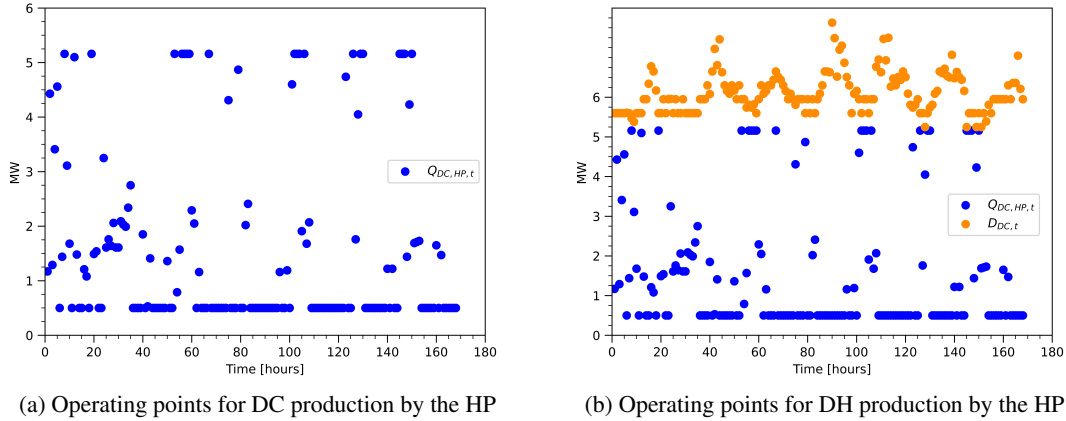 6
5
4
3
2
1
0
MW
0 20 40 60 80 100 120 140 160 180
Time [hours]
Q_{DC,HP,t}
(a) Operating points for DC production by the HP
6
5
4
3
2
1
0
MW
0 20 40 60 80 100 120 140 160 180
Time [hours]
Q_{DC,HP,t}
D_{DC,t}
(b) Operating points for DH production by the HP